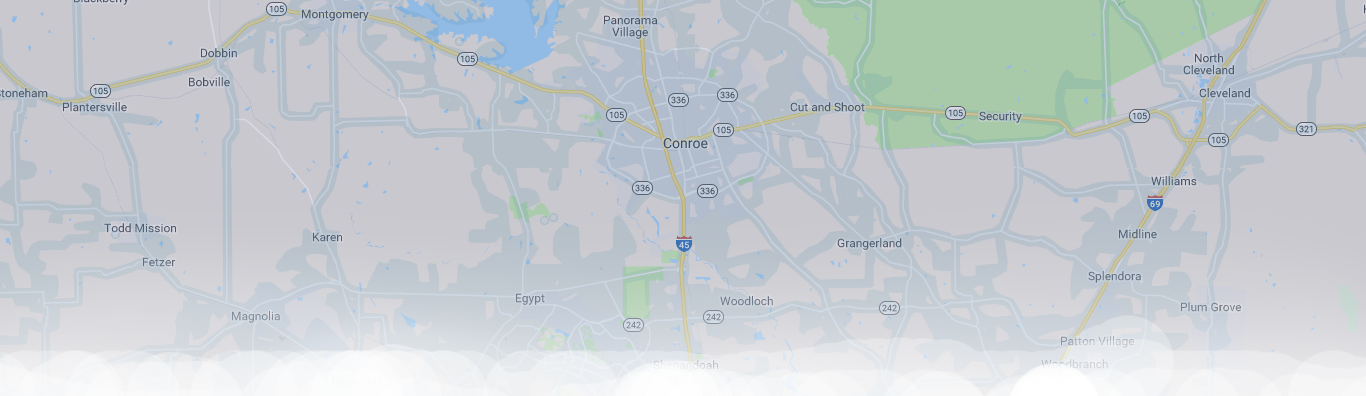 Montgomery
105
Panorama
Village
Dobbin
105
North
Cleveland
Bobville
105
Stoneham
Plantersville
336
336
Cleveland
Cut and Shoot
105
105
Security
105
105
321
Conroe
105
Williams
336
336
69
Todd Mission
Karen
45
Grangerland
Midline
Fetzer
Splendora
Egypt
Woodloch
242
Plum Grove
Magnolia
242
242
Patton Village
Shenandoah
Woodbranch